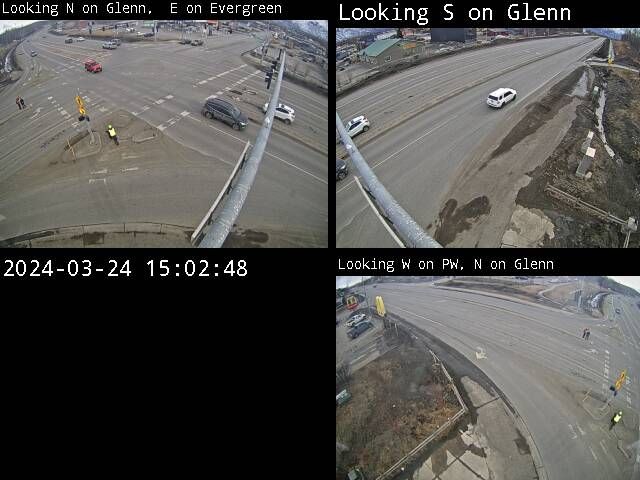 Looking N on Glenn,  E on Evergreen
Looking S on Glenn
2024-03-24 15:02:48
Looking W on PW, N on Glenn